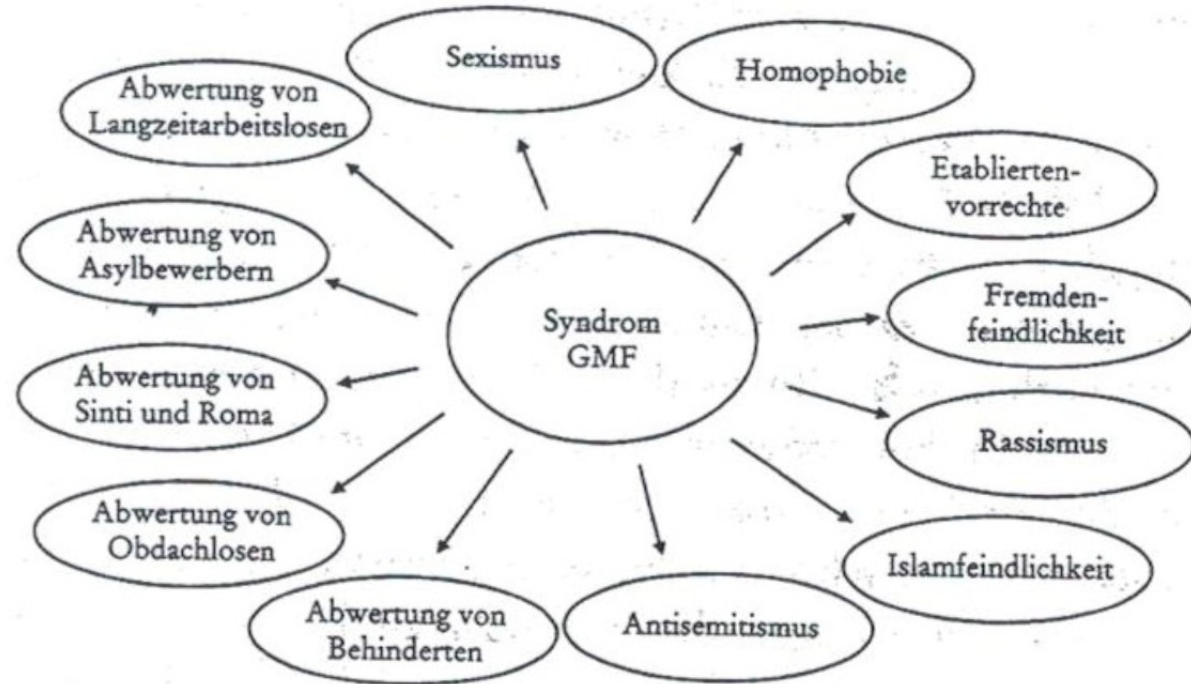 Sexismus
Homophobie
Abwertung von
Langzeitarbeitslosen
Etablierten-
vorrechte
Abwertung von
Asylbewerbern
Fremden-
feindlichkeit
Syndrom
GMF
Abwertung von
Sinti und Roma
Rassismus
Abwertung von
Obdachlosen
Islamfeindlichkeit
Abwertung von
Behinderten
Antisemitismus